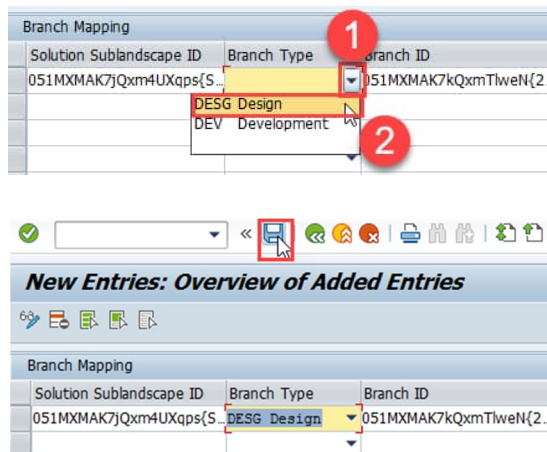 Branch Mapping
1
Solution Sublandscape ID Branch Type Branch ID
051MXMAK7jQxm4UXqps{S... 051MXMAK7kQxmTlweN{2...
DESG Design
DEV Development
2
«
New Entries: Overview of Added Entries
Branch Mapping
Solution Sublandscape ID Branch Type Branch ID
051MXMAK7jQxm4UXqps{S... DESG Design 051MXMAK7kQxmTlweN{2...